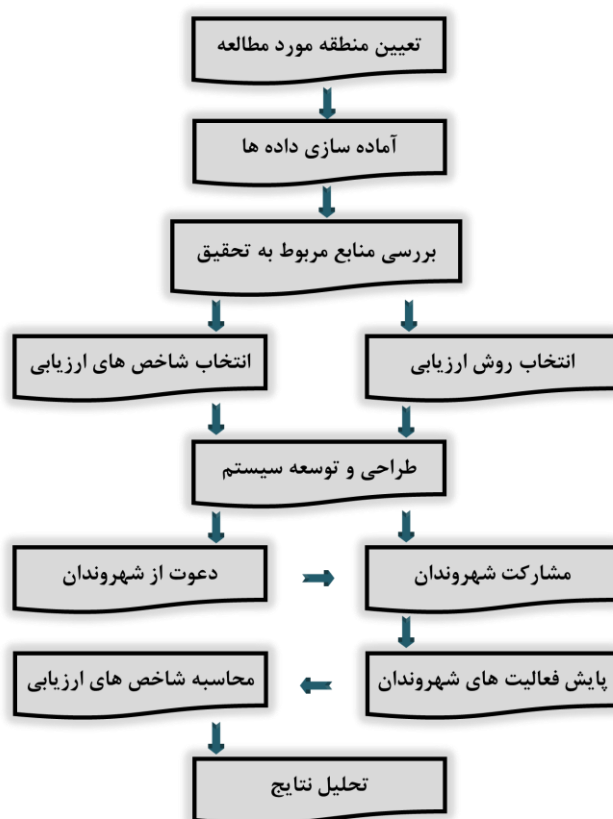 تعیین منطقه مورد مطالعه
آماده سازی داده ها
بررسی منابع مربوط به تحقیق
انتخاب روش ارزیابی
انتخاب شاخص های ارزیابی
طراحی و توسعه سیستم
مشارکت شهروندان
دعوت از شهروندان
پایش فعالیت های شهروندان
محاسبه شاخص های ارزیابی
تحلیل نتایج